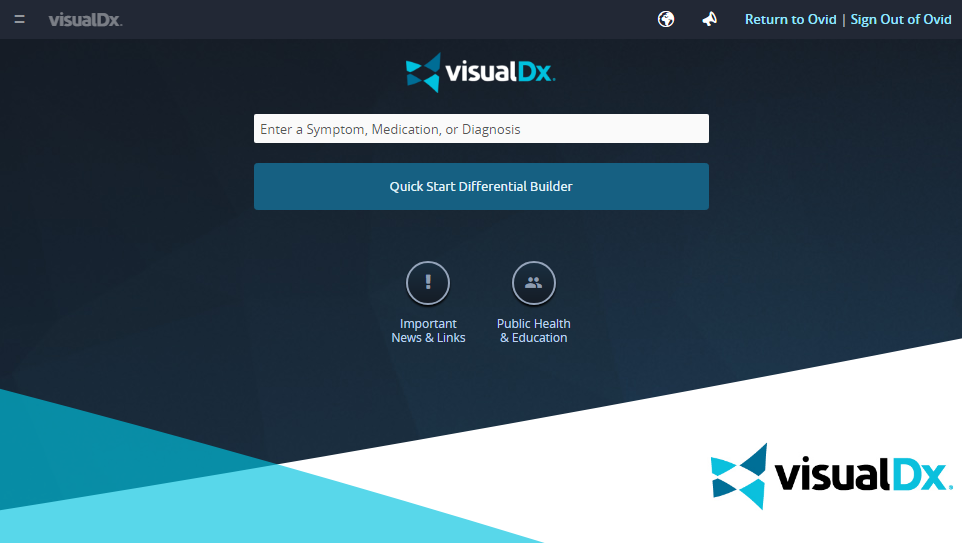 visualDx.
Return to Ovid | Sign Out of Ovid
visualDx.
Enter a Symptom, Medication, or Diagnosis
Quick Start Differential Builder
!
Important
News & Links
Public Health
& Education
visualDx.